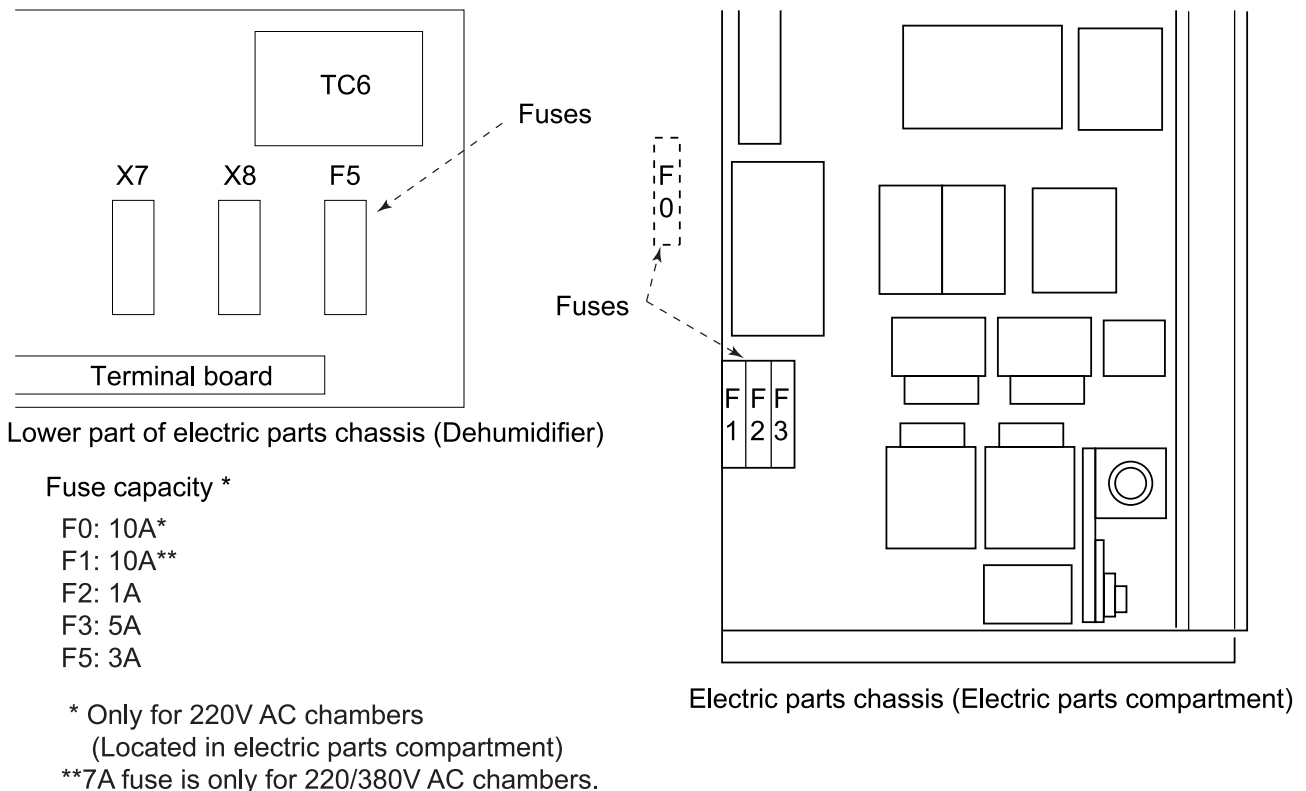 TC6
Fuses
X7 X8 F5
Terminal board
Lower part of electric parts chassis (Dehumidifier)
Fuse capacity *
F0: 10A*
F1: 10A**
F2: 1A
F3: 5A
F5: 3A
* Only for 220V AC chambers
(Located in electric parts compartment)
**7A fuse is only for 220/380V AC chambers.
F
0
Fuses
F F F
1 2 3
Electric parts chassis (Electric parts compartment)